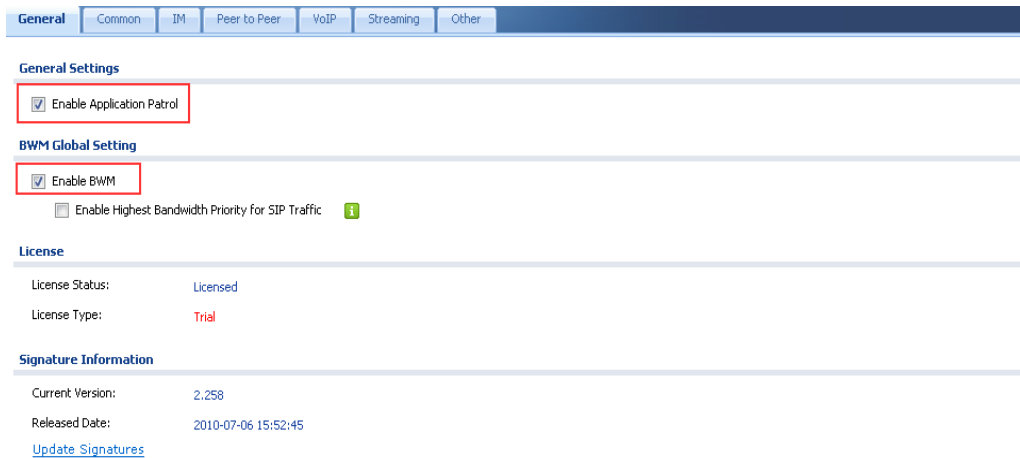 General Common IM Peer to Peer VoIP Streaming Other
General Settings
Enable Application Patrol
BWM Global Setting
Enable BWM
Enable Highest Bandwidth Priority for SIP Traffic i
License
License Status: Licensed
License Type: Trial
Signature Information
Current Version: 2.258
Released Date: 2010-07-06 15:52:45
Update Signatures